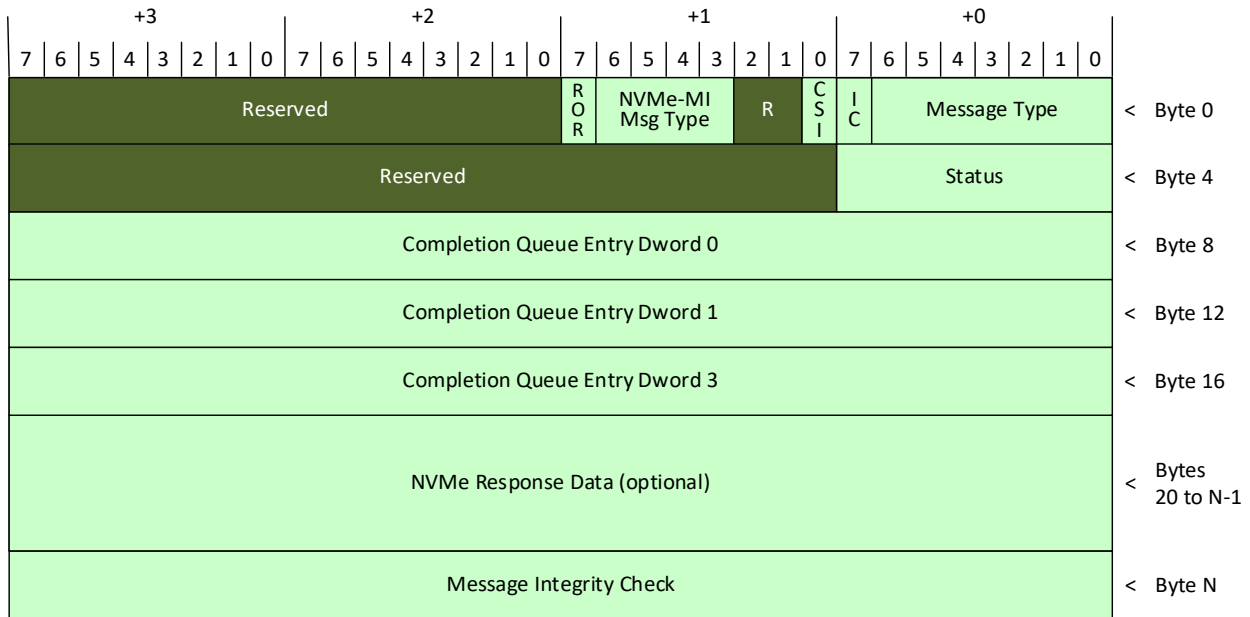 +3 +2 +1 +0
7 6 5 4 3 2 1 0 7 6 5 4 3 2 1 0 7 6 5 4 3 2 1 0 7 6 5 4 3 2 1 0
Reserved
R
O
R
NVMe-MI
Msg Type
R
C
S
I
I
C
Message Type
< Byte 0
Reserved Status < Byte 4
Completion Queue Entry Dword 0 < Byte 8
Completion Queue Entry Dword 1 < Byte 12
Completion Queue Entry Dword 3 < Byte 16
NVMe Response Data (optional)
< Bytes
20 to N-1
Message Integrity Check < Byte N